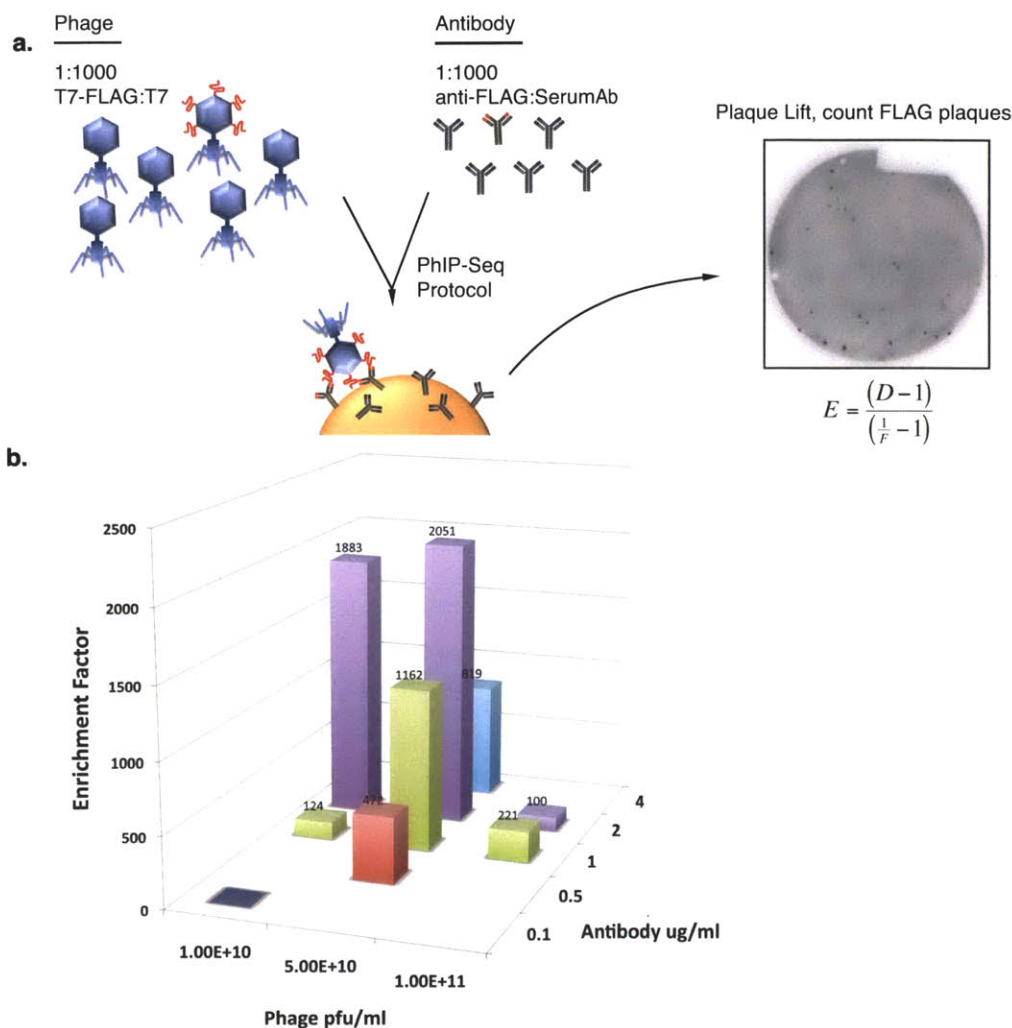 a.
Phage
1:1000
T7-FLAG:T7
Antibody
1:1000
anti-FLAG:SerumAb
PhIP-Seq
Protocol
Plaque Lift, count FLAG plaques
E = (D − 1) / (1/F − 1)
b.
Enrichment Factor
2500
2000
1500
1000
500
0
1883
2051
1162
819
124
221
100
4
2
1
0.5
0.1
Antibody ug/ml
1.00E+10
5.00E+10
1.00E+11
Phage pfu/ml